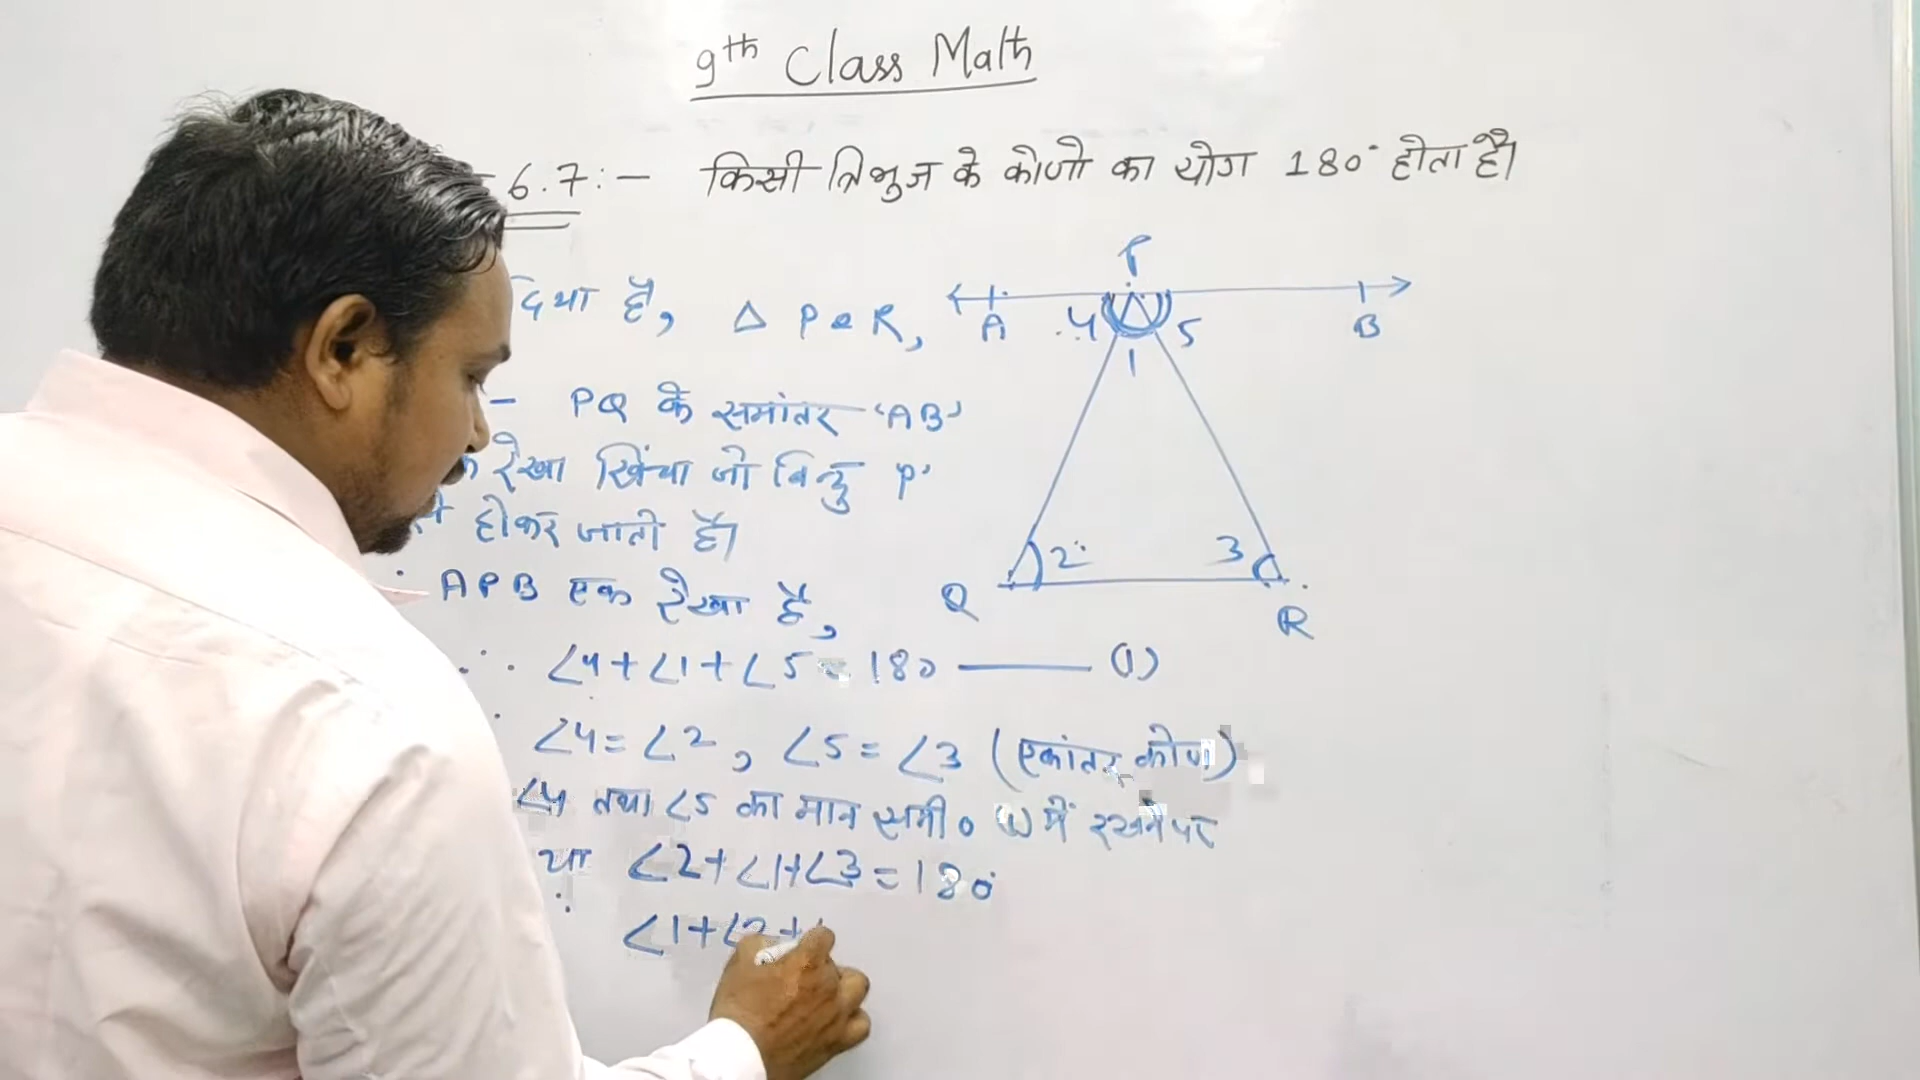 9th Class Math
6.7:- किसी त्रिभुज के कोणो का योग 180° होता है।
दिया है, △ PQR,
P
A
B
4
5
1
2
3
Q
R
- PQ के समांतर 'AB'
रेखा खिंचा जो बिन्दु P'
होकर जाती है।
APB एक रेखा है,
∴ ∠4+∠1+∠5=180 —— (1)
∠4=∠2, ∠5=∠3 (एकांतर कोण)
∠4 तथा ∠5 का मान समी० (1) में रखने पर
या ∠2+∠1+∠3=180°
∠1+∠2+